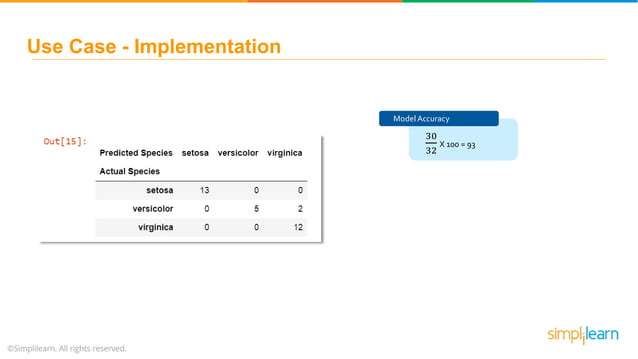 Use Case - Implementation
Out[15]:
Predicted Species setosa versicolor virginica
Actual Species
setosa 13 0 0
versicolor 0 5 2
virginica 0 0 12
Model Accuracy
30
32
X 100 = 93
©Simplilearn. All rights reserved.
simplilearn